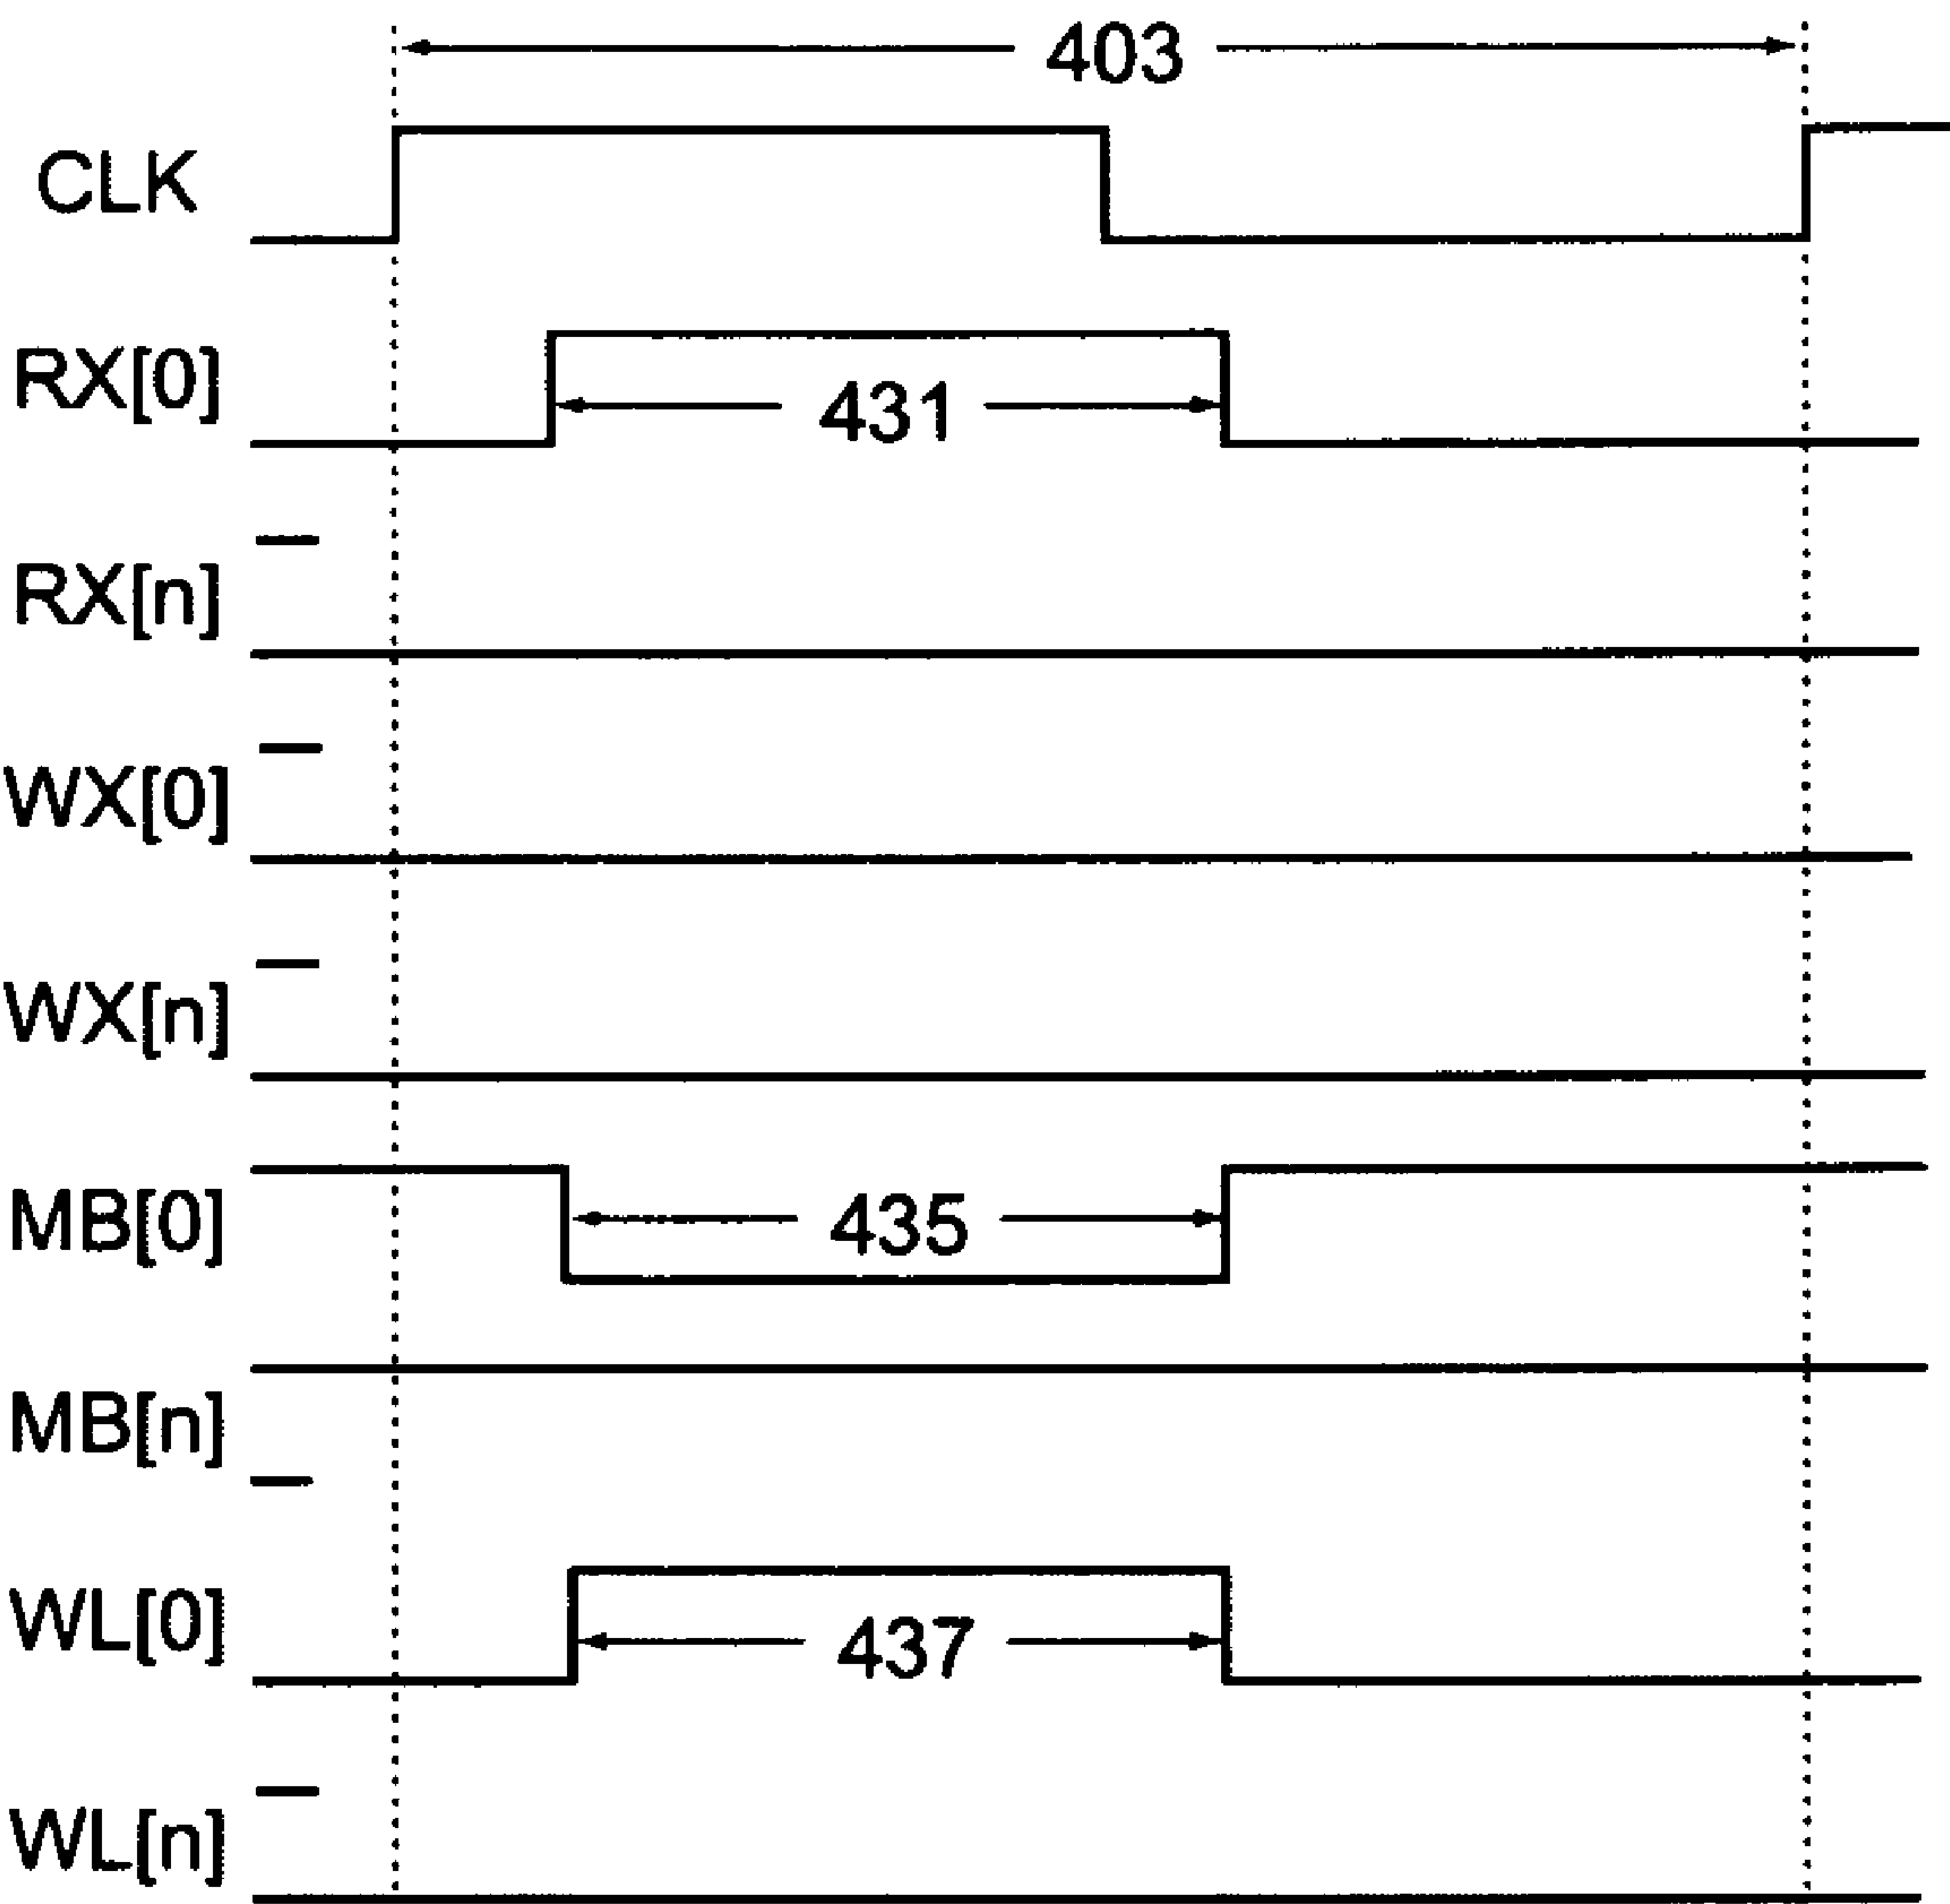 403
CLK
RX[0]
431
RX[n]
WX[0]
WX[n]
MB[0]
435
MB[n]
WL[0]
437
WL[n]